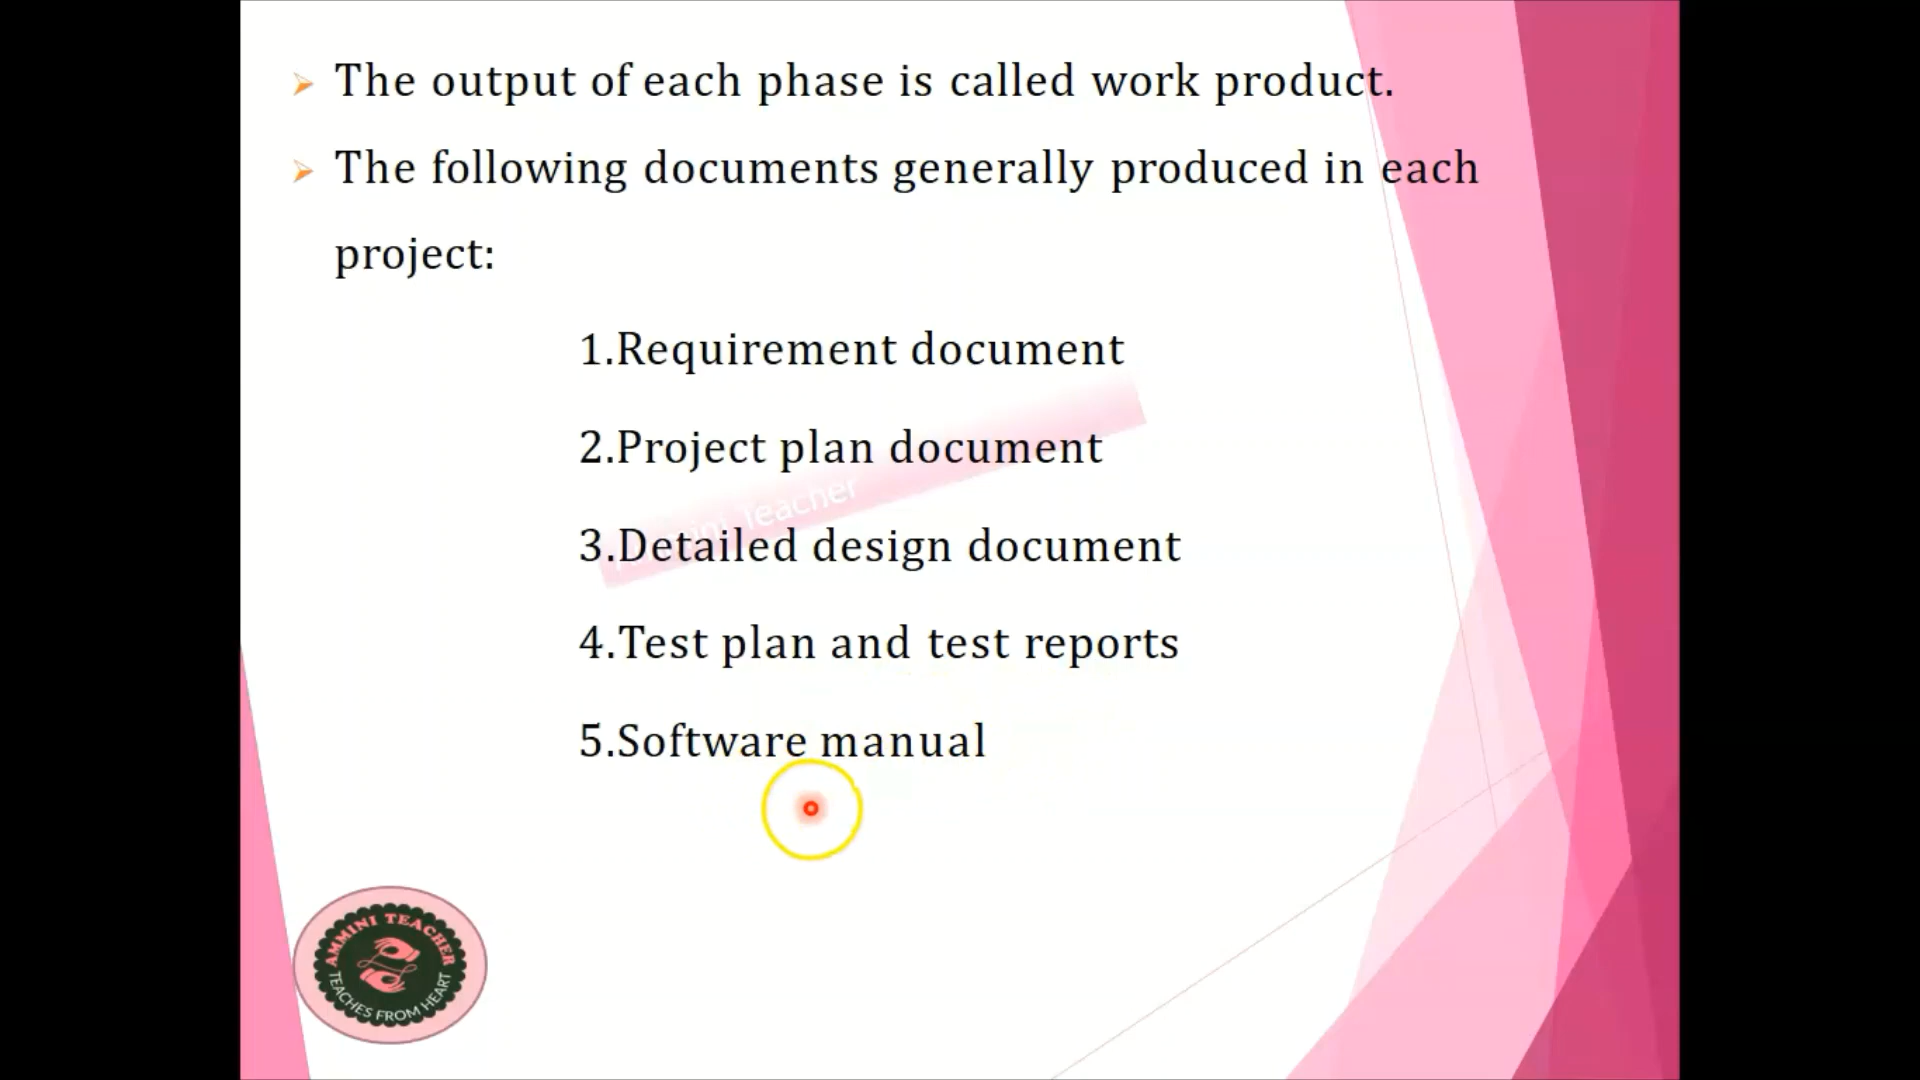 The output of each phase is called work product.
The following documents generally produced in each
project:
1.Requirement document
2.Project plan document
3.Detailed design document
4.Test plan and test reports
5.Software manual
Teacher
AMMINI TEACHER
TEACHES FROM HEART